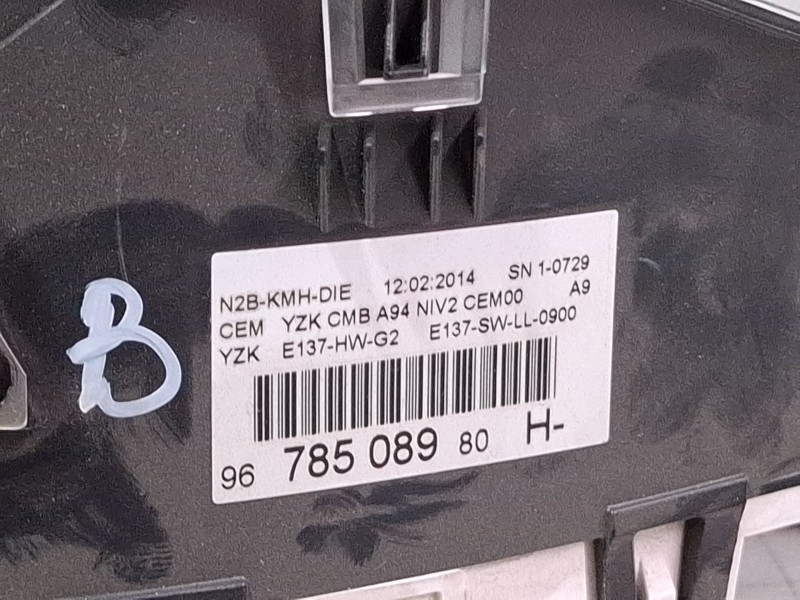 N2B-KMH-DIE 12:02:2014 SN 1-0729
CEM YZK CMB A94 NIV2 CEM00 A9
YZK E137-HW-G2 E137-SW-LL-0900
96 785 089 80 H-
B